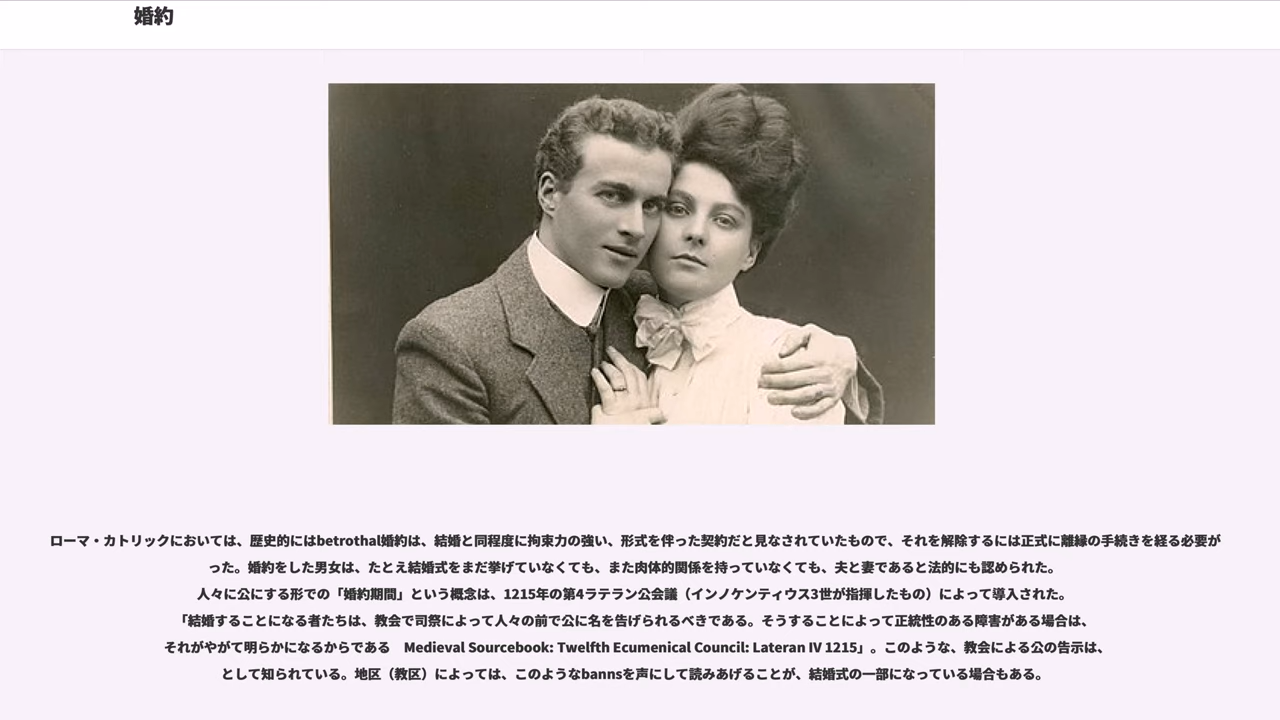 婚約
ローマ・カトリックにおいては、歴史的にはbetrothal婚約は、結婚と同程度に拘束力の強い、形式を伴った契約だと見なされていたもので、それを解除するには正式に離縁の手続きを経る必要が
った。婚約をした男女は、たとえ結婚式をまだ挙げていなくても、また肉体的関係を持っていなくても、夫と妻であると法的にも認められた。
人々に公にする形での「婚約期間」という概念は、1215年の第4ラテラン公会議（インノケンティウス3世が指揮したもの）によって導入された。
「結婚することになる者たちは、教会で司祭によって人々の前で公に名を告げられるべきである。そうすることによって正統性のある障害がある場合は、
それがやがて明らかになるからである　Medieval Sourcebook: Twelfth Ecumenical Council: Lateran IV 1215」。このような、教会による公の告示は、
として知られている。地区（教区）によっては、このようなbannsを声にして読みあげることが、結婚式の一部になっている場合もある。